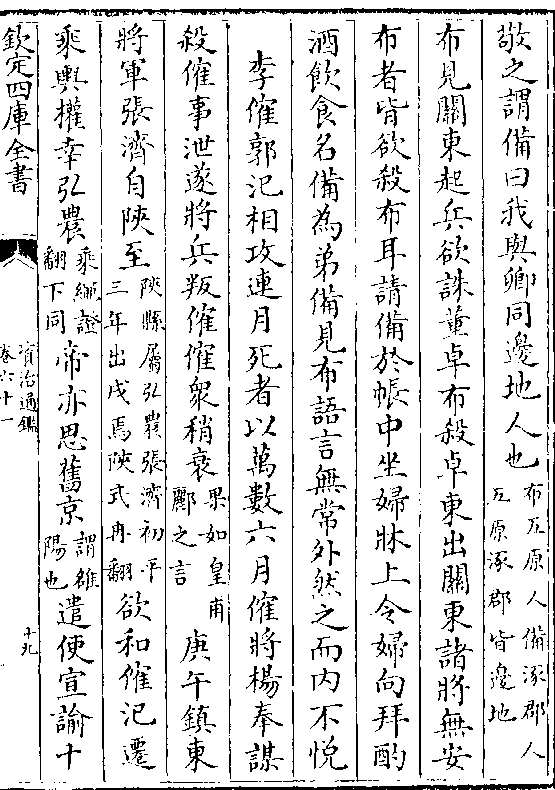 敬之謂備曰我與卿同邊地人也布五原人備涿郡人五原涿郡皆邊地
布見關東起兵欲誅董卓布殺卓東出關東諸將無安
布者皆欲殺布耳請備於帳中坐婦牀上令婦向拜酌
酒飲食名備為弟備見布語言無常外然之而内不悦
李傕郭汜相攻連月死者以萬數六月傕將楊奉謀
殺傕事泄遂將兵叛傕傕衆稍衰果如皇甫酈之言庚午鎮東
將軍張濟自陜至陜縣屬弘農張濟初平三年出戍焉陜式冉翻欲和傕汜遷
乘輿權幸弘農乘繩證翻下同帝亦思舊京謂雒陽也遣使宣諭十
欽定四庫全書
資治通鑑
卷六十一
十九